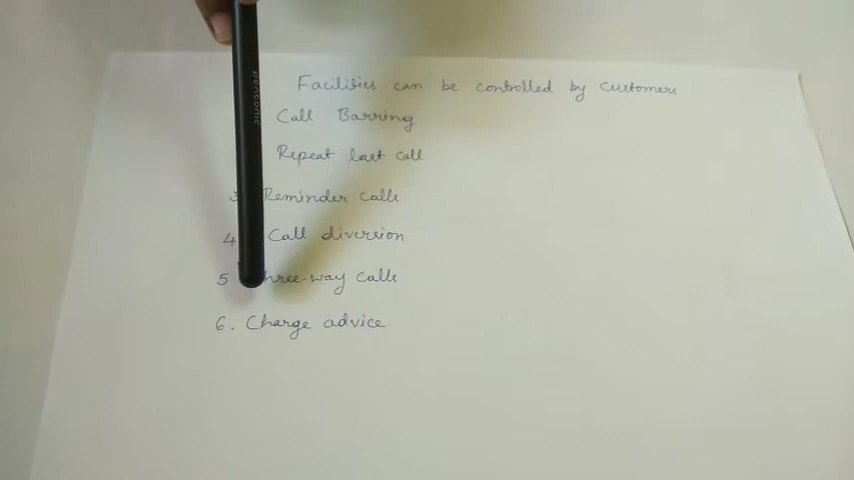 Facilities can be controlled by customers
Call Barring
Repeat last call
3 Reminder calls
4 Call diversion
5 hree-way calls
6. Charge advice